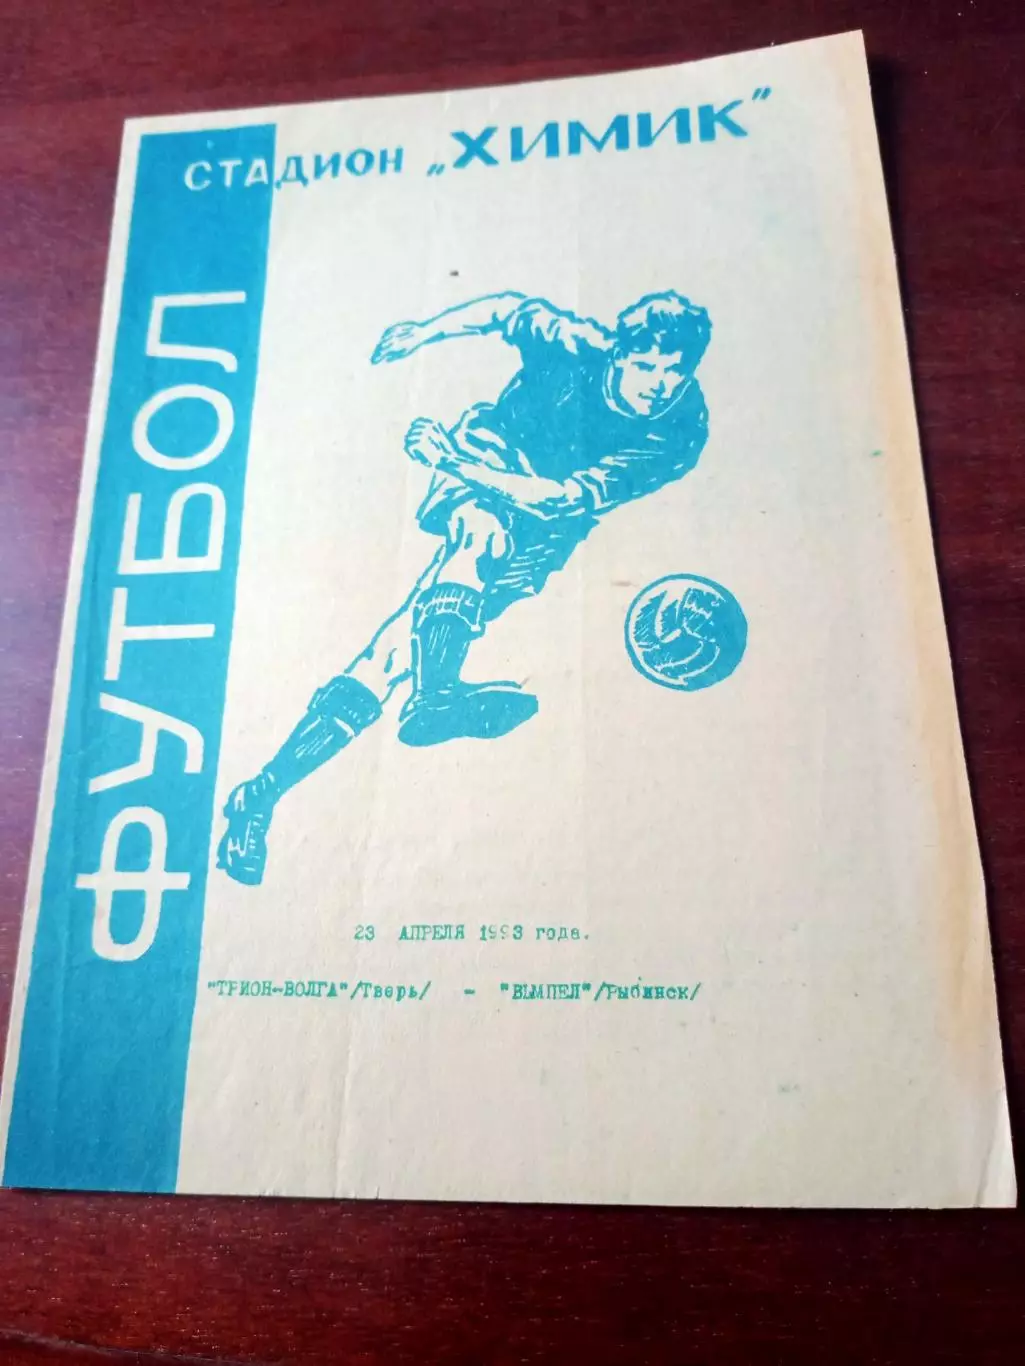 СТАДИОН „ХИМИК"
ФУТБОЛ
23 АПРЕЛЯ 1993 года.
"ТРИОН-ВОЛГА"/Тверь/ - "ВЫМПЕЛ"/Рыбинск/